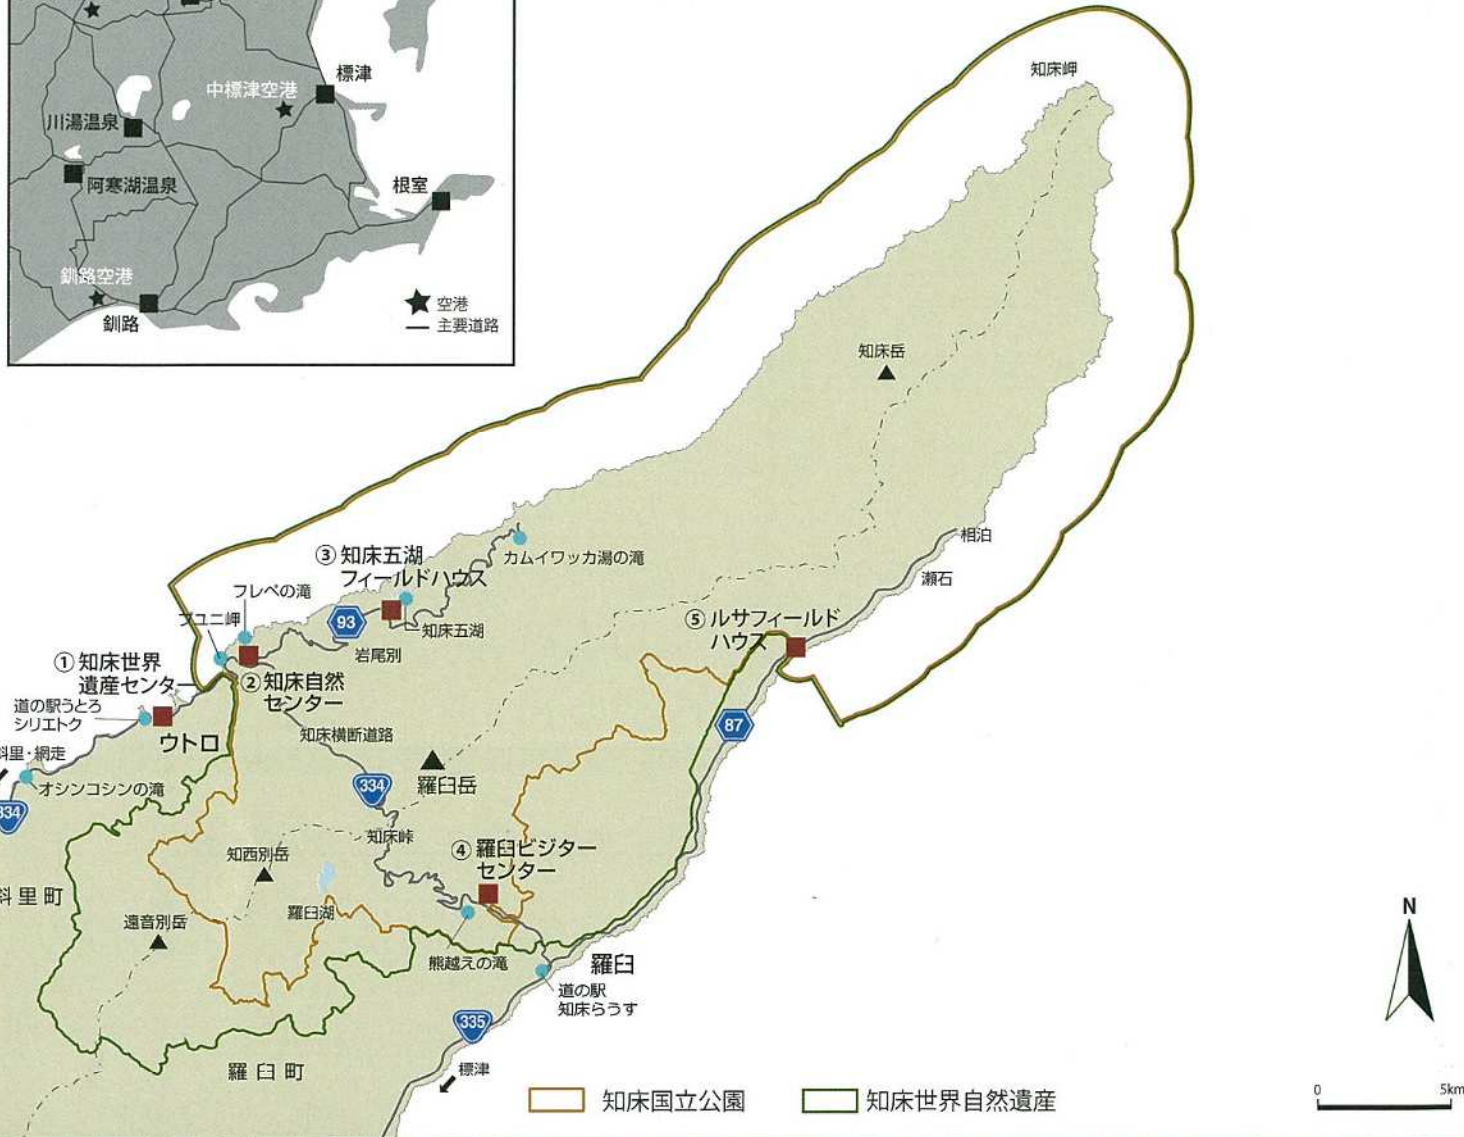 標津
中標津空港
川湯温泉
阿寒湖温泉
根室
釧路空港
釧路
空港
主要道路
知床岬
知床岳
相泊
瀬石
カムイワッカ湯の滝
③知床五湖
フィールドハウス
フレペの滝
プユニ岬
93
知床五湖
岩尾別
⑤ルサフィールド
ハウス
①知床世界
遺産センター
②知床自然
センター
道の駅うとろ
シリエトク
ウトロ
知床横断道路
87
斜里・網走
オシンコシンの滝
334
334
羅臼岳
知床峠
④羅臼ビジター
センター
知西別岳
斜里町
羅臼湖
遠音別岳
熊越えの滝
羅臼
道の駅
知床らうす
335
羅臼町
標津
知床国立公園
知床世界自然遺産
N
0 5km